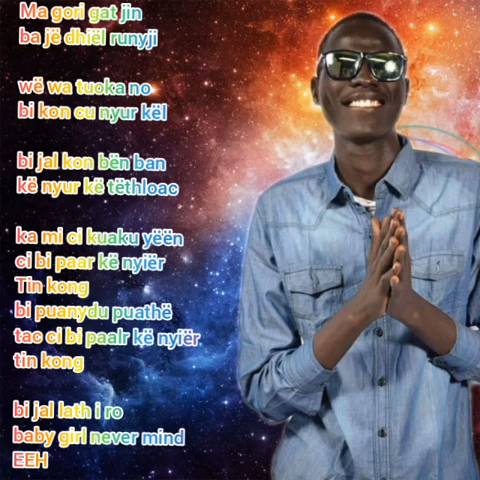 Ma gori gat jin
ba jë dhiël runyji
wë wa tuoka no
bi kon cu nyur kël
bi jal kon bën ban
kë nyur kë tëthloac
ka mi ci kuaku yëën
ci bi paar kë nyiër
Tin kong
bi puanydu puathë
tac ci bi paalr kë nyiër
tin kong
bi jal lath i ro
baby girl never mind
EEH